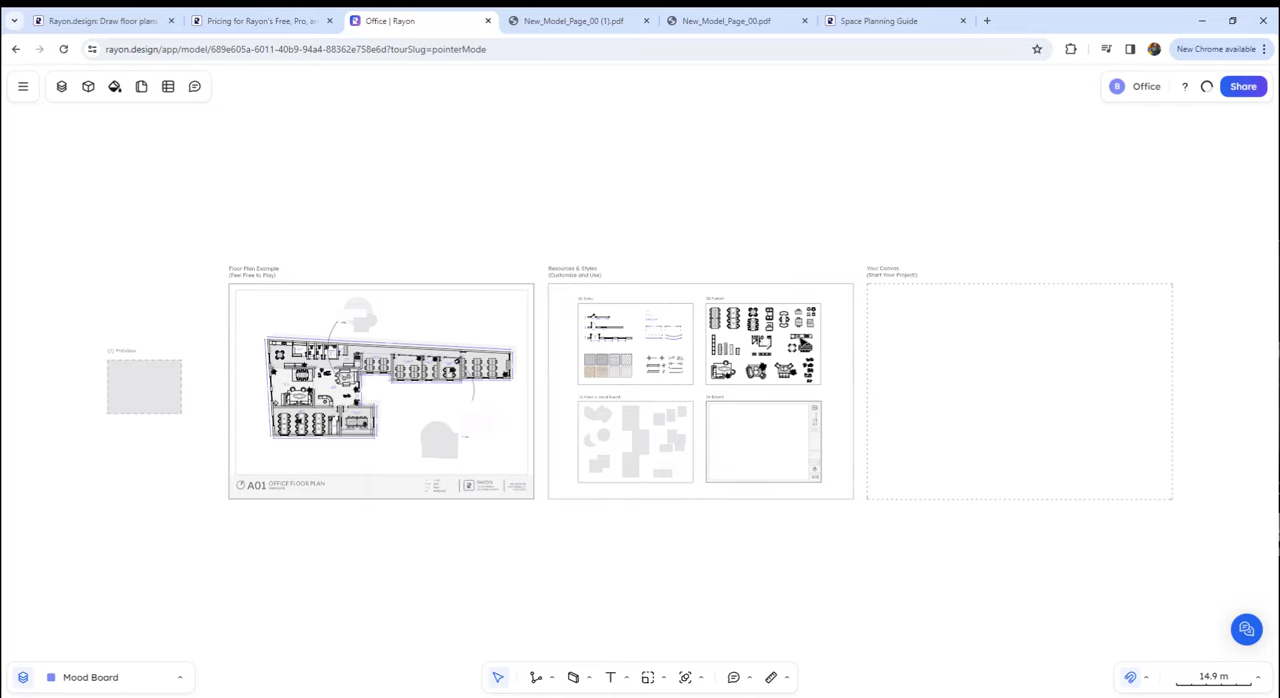 Rayon.design: Draw floor plans
Pricing for Rayon's Free, Pro, an
Office | Rayon
New_Model_Page_00 (1).pdf
New_Model_Page_00.pdf
Space Planning Guide
rayon.design/app/model/689e605a-6011-40b9-94a4-88362e758e6d?tourSlug=pointerMode
New Chrome available
B
Office
?
Share
Floor Plan Example
(Feel Free to Play)
Resources & Styles
(Customize and Use)
Your Canvas
(Start Your Project)
Preview
A01
OFFICE FLOOR PLAN
RAYON
Mood Board
T
14.9 m